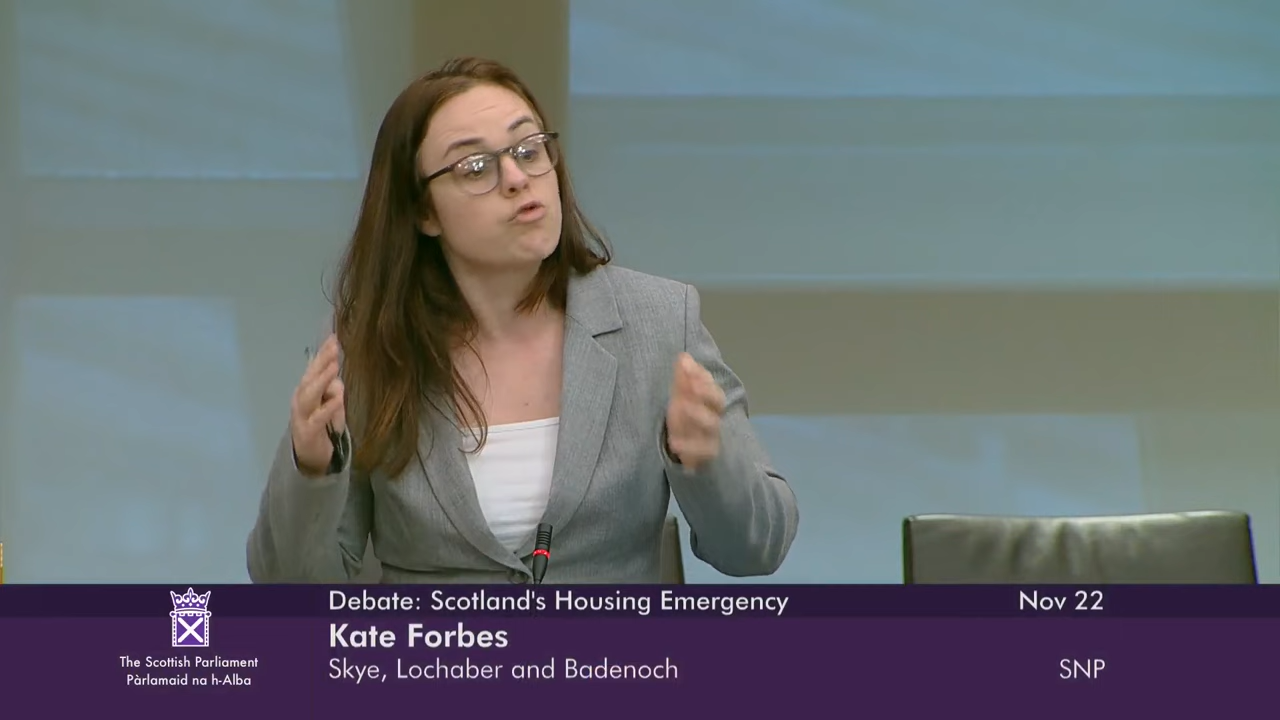 Debate: Scotland's Housing Emergency Nov 22
Kate Forbes
Skye, Lochaber and Badenoch SNP
The Scottish Parliament
Pàrlamaid na h-Alba